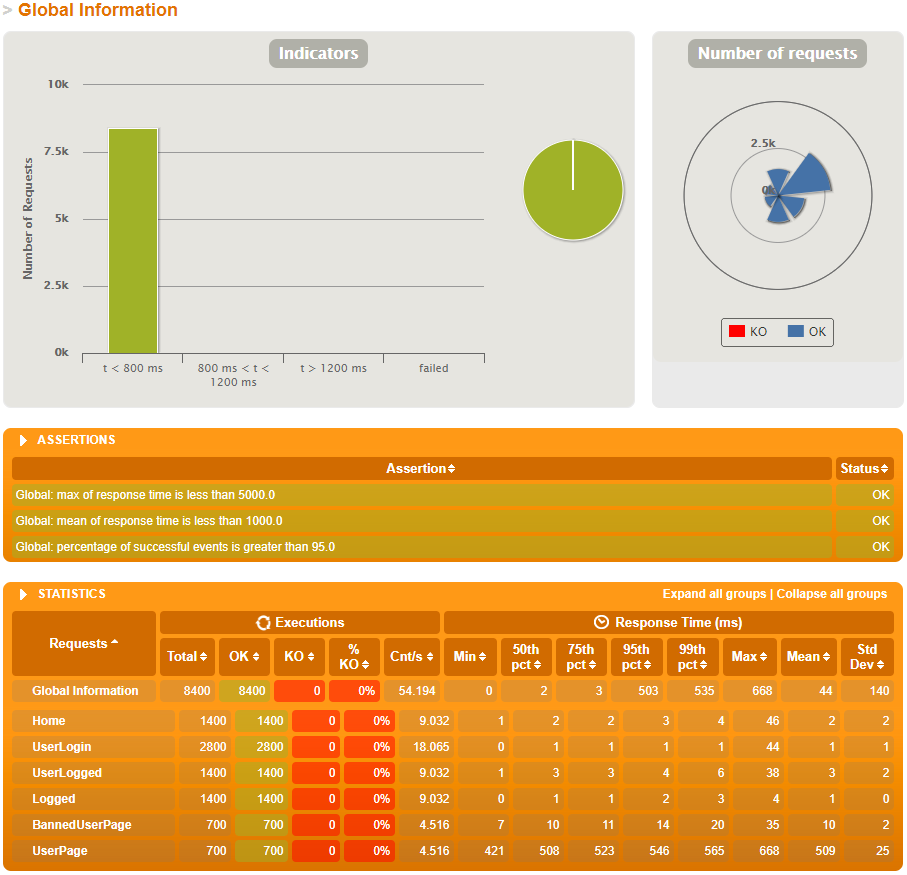 > Global Information
Indicators
Number of Requests
10k
7.5k
5k
2.5k
0k
t < 800 ms
800 ms < t <
1200 ms
t > 1200 ms
failed
Number of requests
2.5k
0k
KO OK
ASSERTIONS
Assertion Status
Global: max of response time is less than 5000.0 OK
Global: mean of response time is less than 1000.0 OK
Global: percentage of successful events is greater than 95.0 OK
STATISTICS Expand all groups | Collapse all groups
Requests Executions Response Time (ms)
Total OK KO % KO Cnt/s Min 50th pct 75th pct 95th pct 99th pct Max Mean Std Dev
Global Information 8400 8400 0 0% 54.194 0 2 3 503 535 668 44 140
Home 1400 1400 0 0% 9.032 1 2 2 3 4 46 2 2
UserLogin 2800 2800 0 0% 18.065 0 1 1 1 1 44 1 1
UserLogged 1400 1400 0 0% 9.032 1 3 3 4 6 38 3 2
Logged 1400 1400 0 0% 9.032 0 1 1 2 3 4 1 0
BannedUserPage 700 700 0 0% 4.516 7 10 11 14 20 35 10 2
UserPage 700 700 0 0% 4.516 421 508 523 546 565 668 509 25